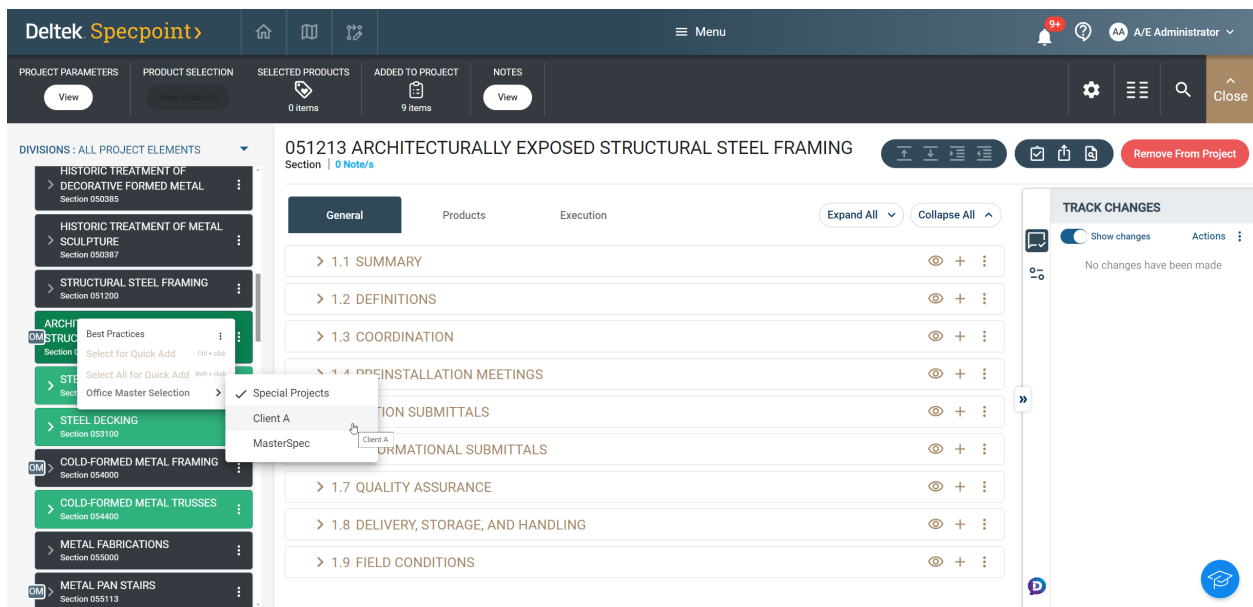 Deltek Specpoint
Menu
9+
AA A/E Administrator
PROJECT PARAMETERS
View
PRODUCT SELECTION
View Products
SELECTED PRODUCTS
0 items
ADDED TO PROJECT
9 items
NOTES
View
Close
DIVISIONS : ALL PROJECT ELEMENTS
HISTORIC TREATMENT OF
DECORATIVE FORMED METAL
Section 050385
HISTORIC TREATMENT OF METAL
SCULPTURE
Section 050387
STRUCTURAL STEEL FRAMING
Section 051200
OM
Best Practices
Select for Quick Add Ctrl + click
Select All for Quick Add Shift + click
Office Master Selection
Special Projects
Client A
MasterSpec
Client A
STEEL DECKING
Section 053100
OM
COLD-FORMED METAL FRAMING
Section 054000
COLD-FORMED METAL TRUSSES
Section 054400
METAL FABRICATIONS
Section 055000
OM
METAL PAN STAIRS
Section 055113
051213 ARCHITECTURALLY EXPOSED STRUCTURAL STEEL FRAMING
Section | 0 Note/s
Remove From Project
General
Products
Execution
Expand All
Collapse All
1.1 SUMMARY
1.2 DEFINITIONS
1.3 COORDINATION
1.4 PREINSTALLATION MEETINGS
TION SUBMITTALS
ORMATIONAL SUBMITTALS
1.7 QUALITY ASSURANCE
1.8 DELIVERY, STORAGE, AND HANDLING
1.9 FIELD CONDITIONS
TRACK CHANGES
Show changes
Actions
No changes have been made